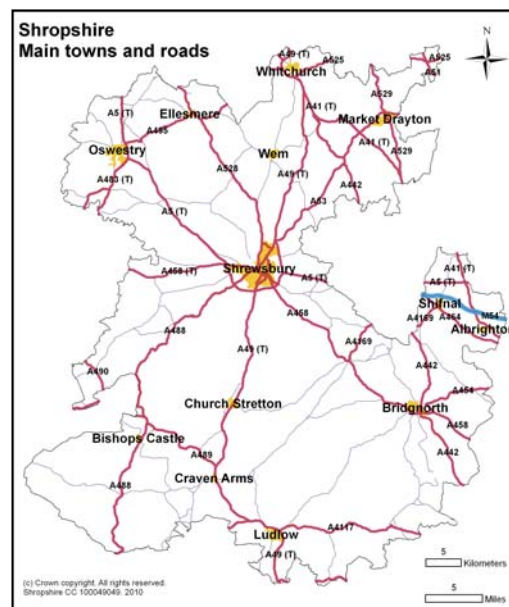 Shropshire
Main towns and roads
N
A49 (T)
A525
Whitchurch
A525
A51
A529
A5 (T)
Ellesmere
A495
A41 (T)
Market Drayton
Oswestry
Wem
A41 (T)
A529
A483 (T)
A528
A49 (T)
A442
A53
A5 (T)
A458 (T)
Shrewsbury
A5 (T)
A41 (T)
A5 (T)
Shifnal
A4169
A464
M54
Albrighton
A488
A458
A49 (T)
A4169
A442
A490
A454
Church Stretton
Bridgnorth
A458
Bishops Castle
A489
A442
Craven Arms
A488
Ludlow
A4117
A49 (T)
5
Kilometers
5
Miles
(c) Crown copyright. All rights reserved.
Shropshire CC 100049049. 2010